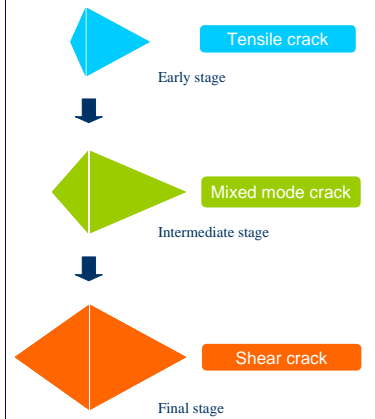 Tensile crack
Early stage
Mixed mode crack
Intermediate stage
Shear crack
Final stage